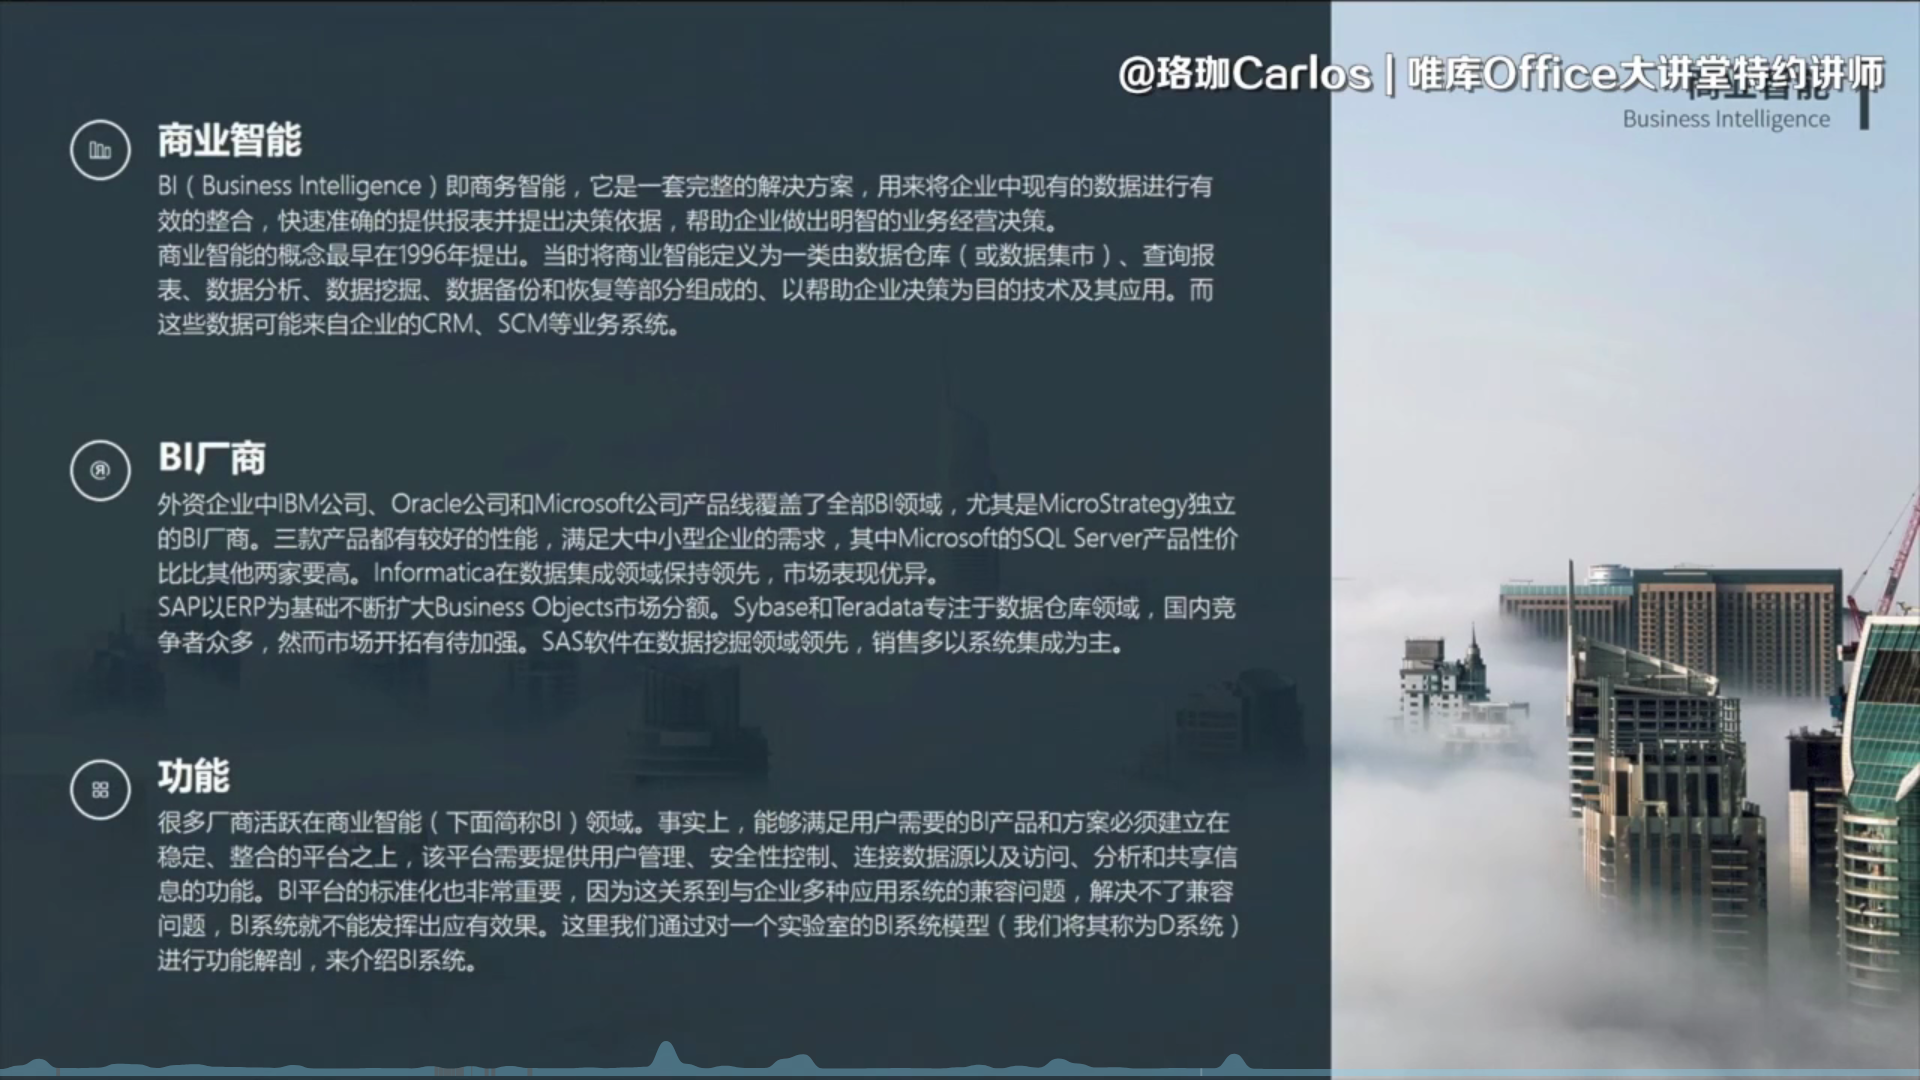 @珞珈Carlos | 唯库Office大讲堂特约讲师
商业智能
Business Intelligence
商业智能
BI（Business Intelligence）即商务智能，它是一套完整的解决方案，用来将企业中现有的数据进行有
效的整合，快速准确的提供报表并提出决策依据，帮助企业做出明智的业务经营决策。
商业智能的概念最早在1996年提出。当时将商业智能定义为一类由数据仓库（或数据集市）、查询报
表、数据分析、数据挖掘、数据备份和恢复等部分组成的、以帮助企业决策为目的技术及其应用。而
这些数据可能来自企业的CRM、SCM等业务系统。
BI厂商
外资企业中IBM公司、Oracle公司和Microsoft公司产品线覆盖了全部BI领域，尤其是MicroStrategy独立
的BI厂商。三款产品都有较好的性能，满足大中小型企业的需求，其中Microsoft的SQL Server产品性价
比比其他两家要高。Informatica在数据集成领域保持领先，市场表现优异。
SAP以ERP为基础不断扩大Business Objects市场分额。Sybase和Teradata专注于数据仓库领域，国内竞
争者众多，然而市场开拓有待加强。SAS软件在数据挖掘领域领先，销售多以系统集成为主。
功能
很多厂商活跃在商业智能（下面简称BI）领域。事实上，能够满足用户需要的BI产品和方案必须建立在
稳定、整合的平台之上，该平台需要提供用户管理、安全性控制、连接数据源以及访问、分析和共享信
息的功能。BI平台的标准化也非常重要，因为这关系到与企业多种应用系统的兼容问题，解决不了兼容
问题，BI系统就不能发挥出应有效果。这里我们通过对一个实验室的BI系统模型（我们将其称为D系统）
进行功能解剖，来介绍BI系统。